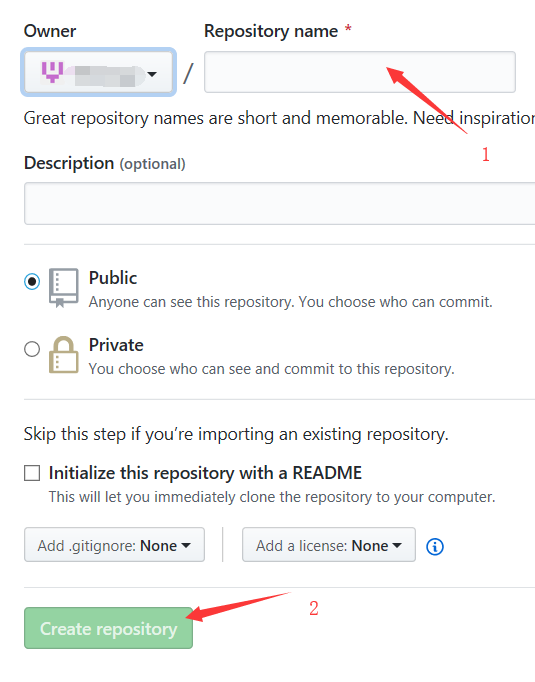 Owner Repository name *
/
Great repository names are short and memorable. Need inspiration
1
Description (optional)
Public
Anyone can see this repository. You choose who can commit.
Private
You choose who can see and commit to this repository.
Skip this step if you’re importing an existing repository.
Initialize this repository with a README
This will let you immediately clone the repository to your computer.
Add .gitignore: None Add a license: None
2
Create repository